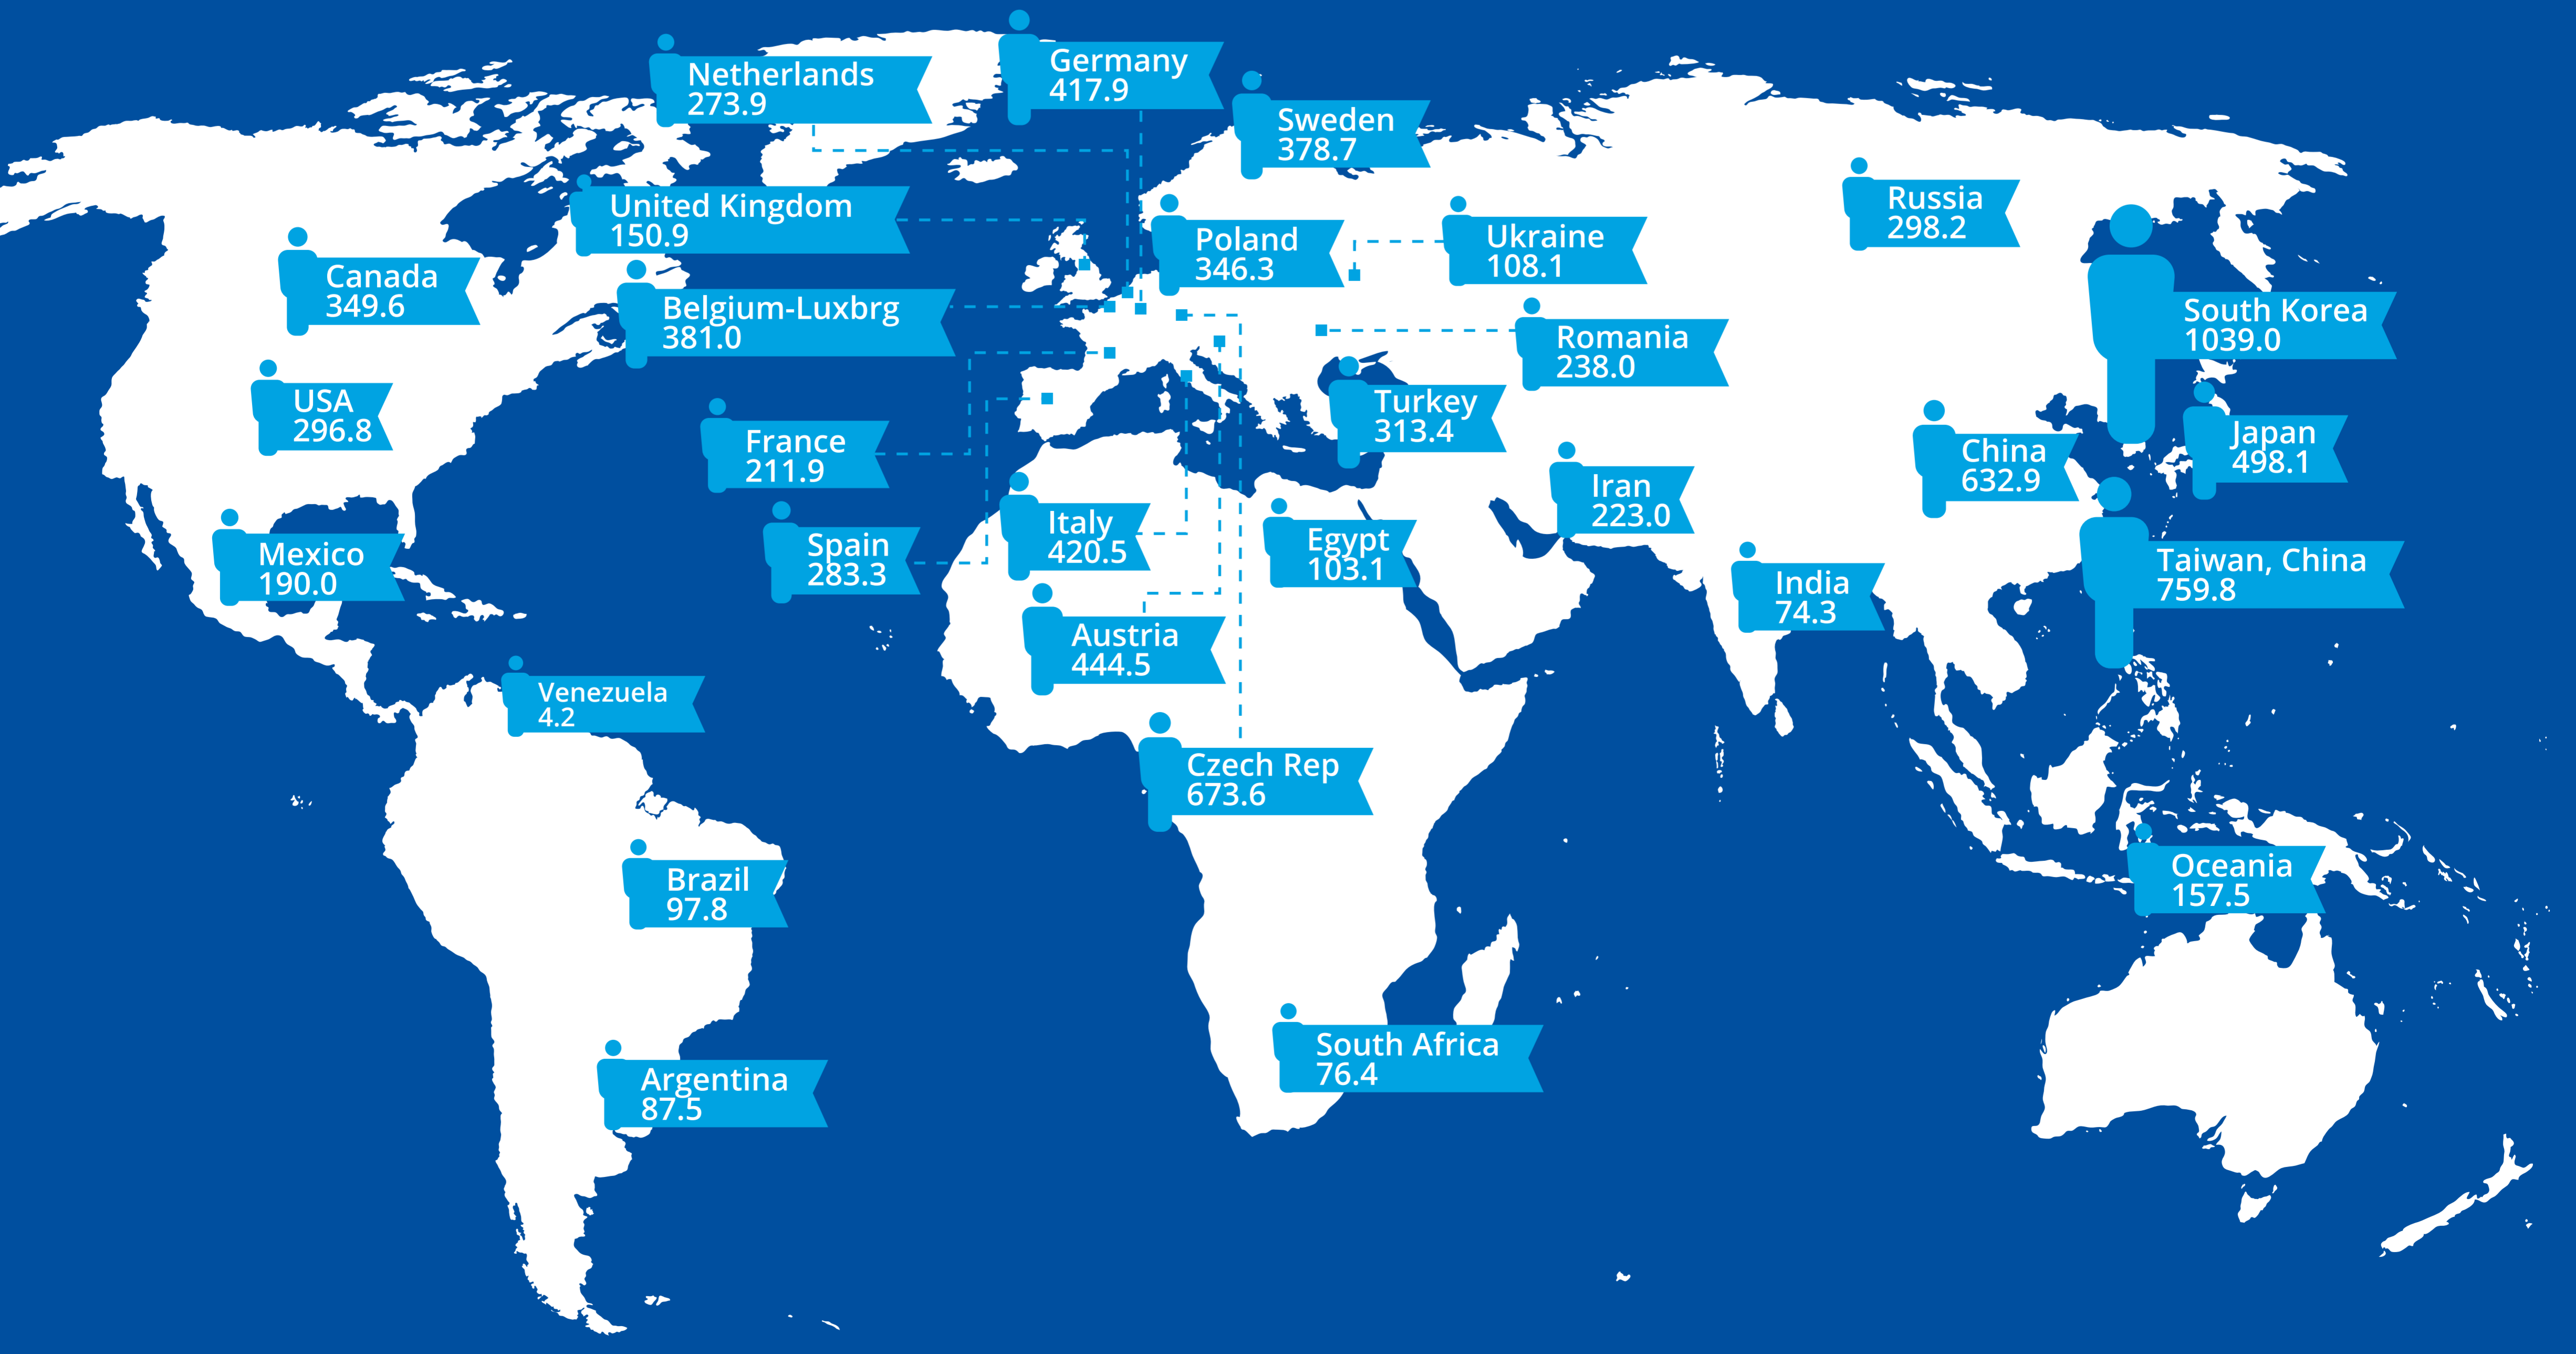 Netherlands
273.9
Germany
417.9
Sweden
378.7
United Kingdom
150.9
Poland
346.3
Ukraine
108.1
Russia
298.2
Canada
349.6
Belgium-Luxbrg
381.0
South Korea
1039.0
Romania
238.0
USA
296.8
France
211.9
Turkey
313.4
China
632.9
Japan
498.1
Iran
223.0
Mexico
190.0
Spain
283.3
Italy
420.5
Egypt
103.1
India
74.3
Taiwan, China
759.8
Austria
444.5
Venezuela
4.2
Czech Rep
673.6
Brazil
97.8
Oceania
157.5
South Africa
76.4
Argentina
87.5